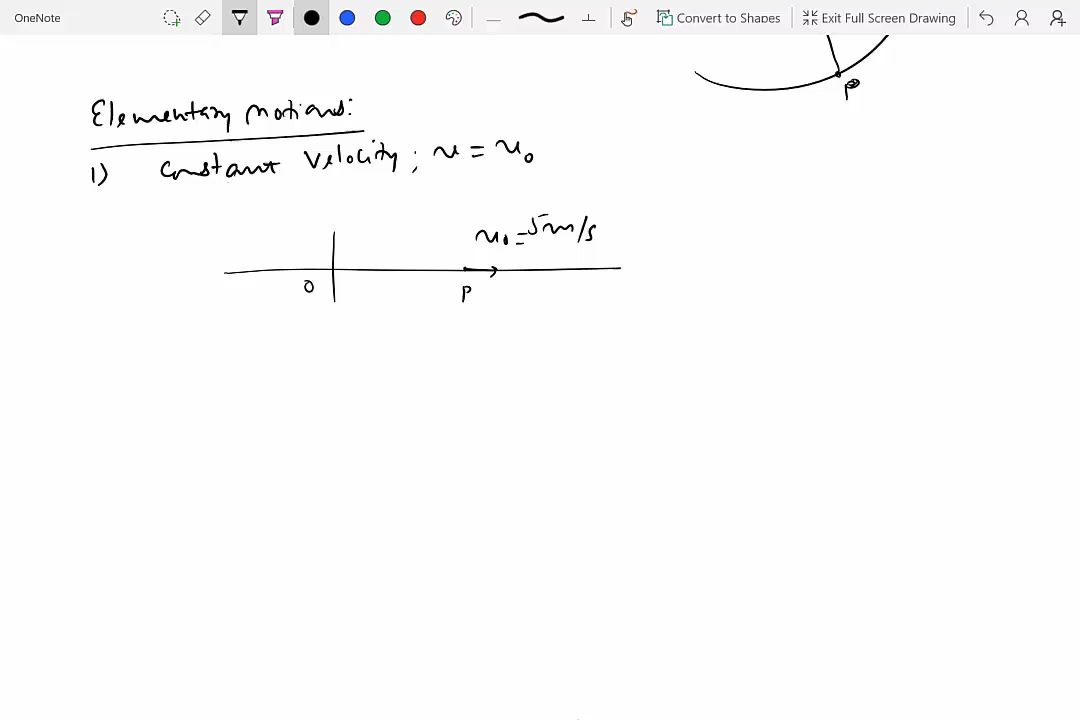 OneNote
Convert to Shapes
Exit Full Screen Drawing
P
Elementary motions:
1) Constant velocity; v = v₀
v₀ = 5m/s
O
P